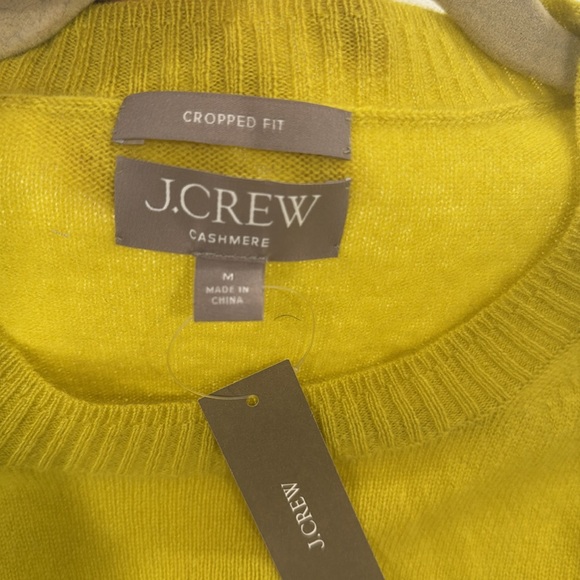 CROPPED FIT
J.CREW
CASHMERE
M
MADE IN
CHINA
J.CREW